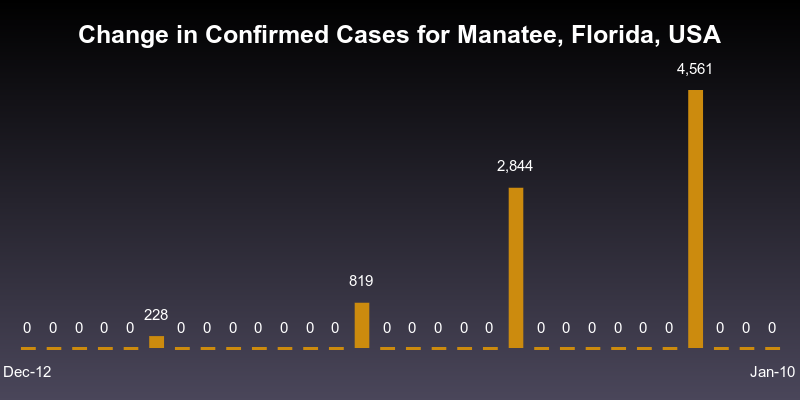 Change in Confirmed Cases for Manatee, Florida, USA
4,561
2,844
819
0 0 0 0 0 228 0 0 0 0 0 0 0 0 0 0 0 0 0 0 0 0 0 0 0 0 0
Dec-12 Jan-10